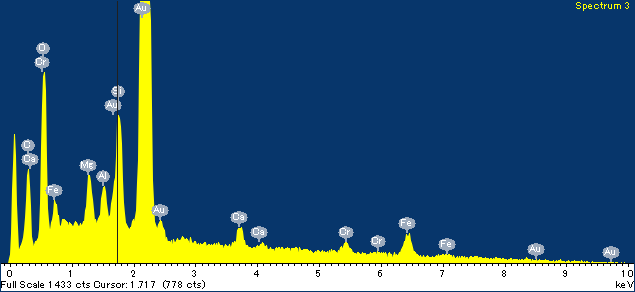 Spectrum 3
Au
O
Cr
Si
Au
C
Ca
Fe
Mg
Al
Au
Ca
Ca
Cr
Cr
Fe
Fe
Au
Au
0 1 2 3 4 5 6 7 8 9 10
Full Scale 1433 cts Cursor: 1.717 (778 cts) keV